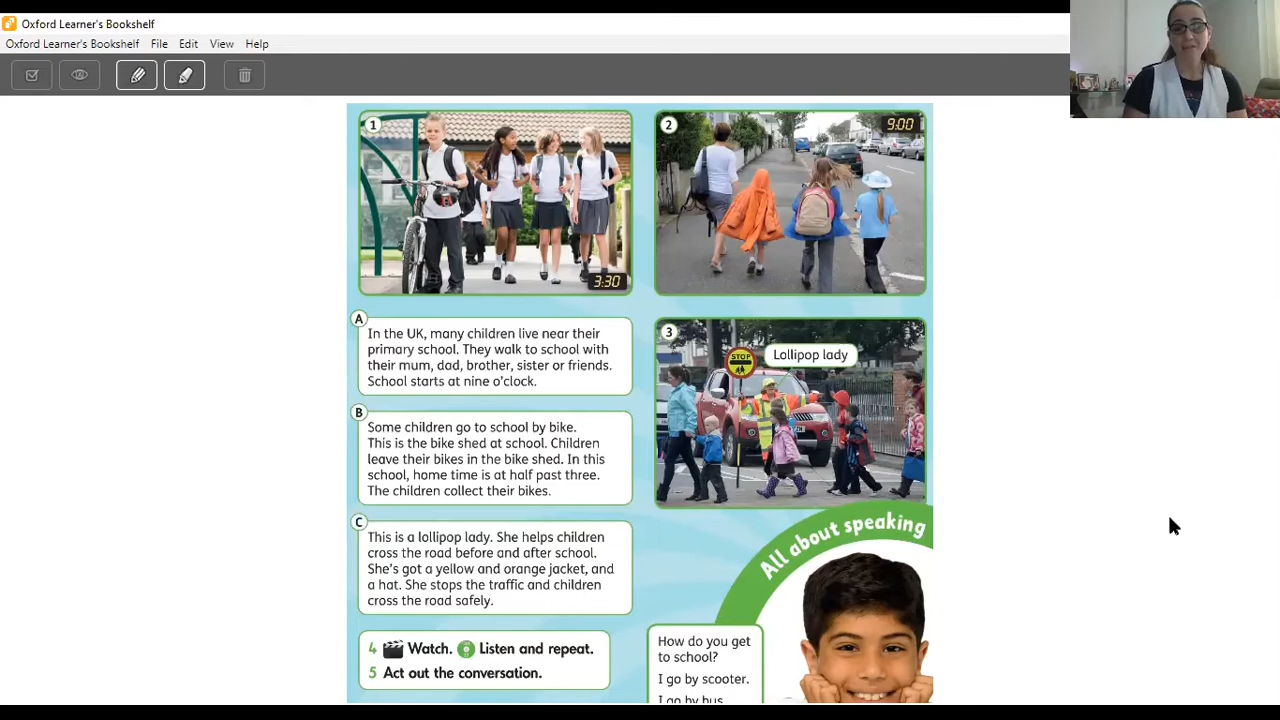 Oxford Learner's Bookshelf
Oxford Learner's Bookshelf File Edit View Help
1
3:30
2
9:00
A
In the UK, many children live near their
primary school. They walk to school with
their mum, dad, brother, sister or friends.
School starts at nine o'clock.
3
STOP
Lollipop lady
B
Some children go to school by bike.
This is the bike shed at school. Children
leave their bikes in the bike shed. In this
school, home time is at half past three.
The children collect their bikes.
C
This is a lollipop lady. She helps children
cross the road before and after school.
She's got a yellow and orange jacket, and
a hat. She stops the traffic and children
cross the road safely.
4 Watch. Listen and repeat.
5 Act out the conversation.
All about speaking
How do you get
to school?
I go by scooter.
I go by bus.